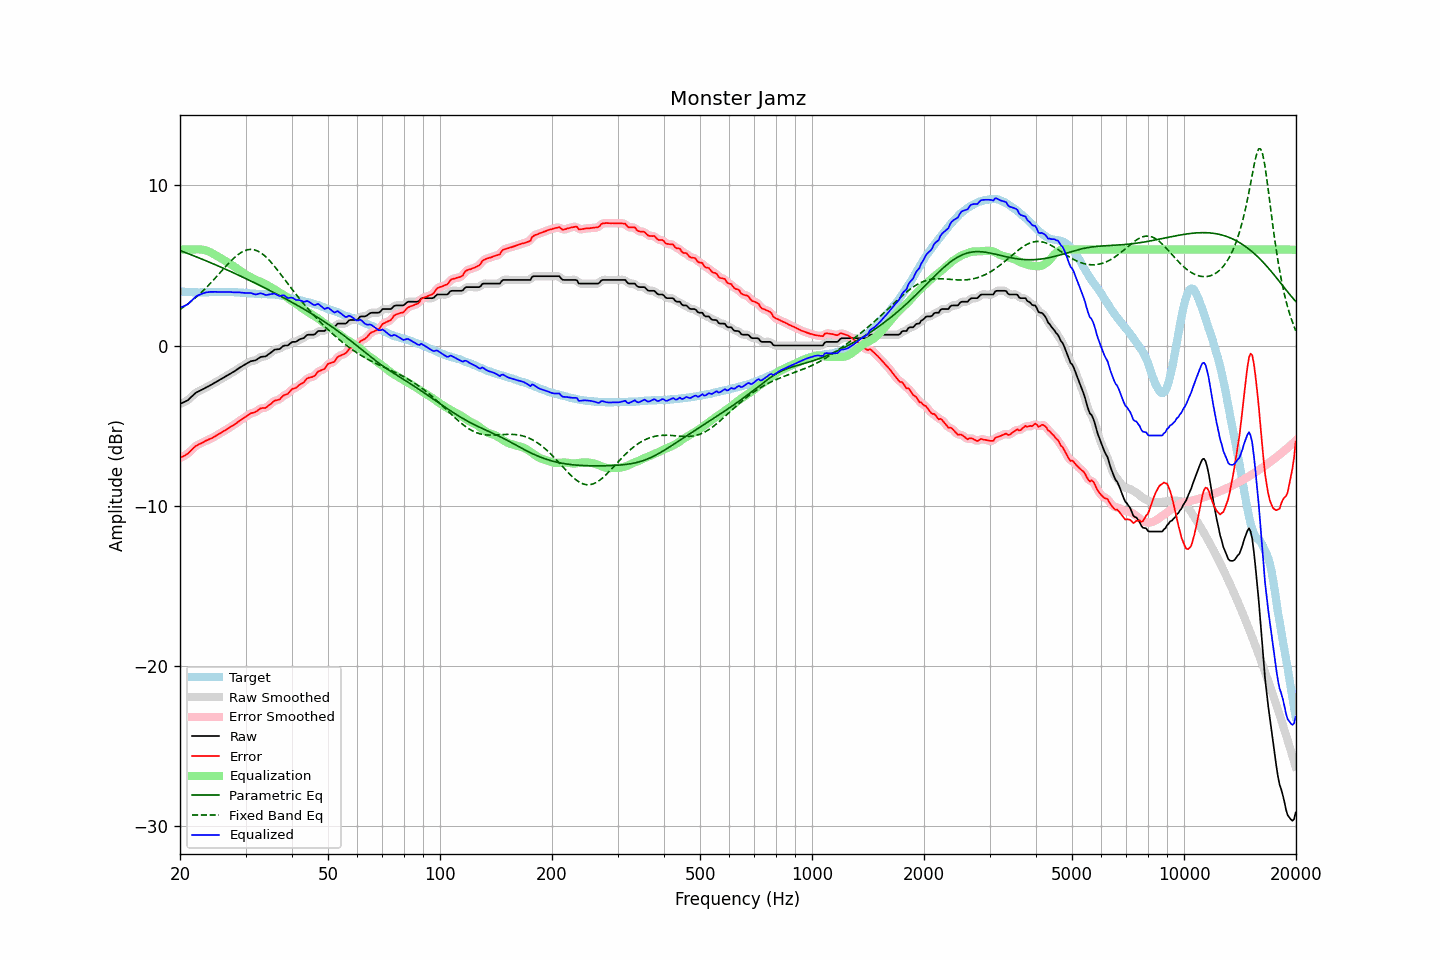 Monster Jamz
Amplitude (dBr)
10
0
−10
−20
−30
Target
Raw Smoothed
Error Smoothed
Raw
Error
Equalization
Parametric Eq
Fixed Band Eq
Equalized
20 50 100 200 500 1000 2000 5000 10000 20000
Frequency (Hz)